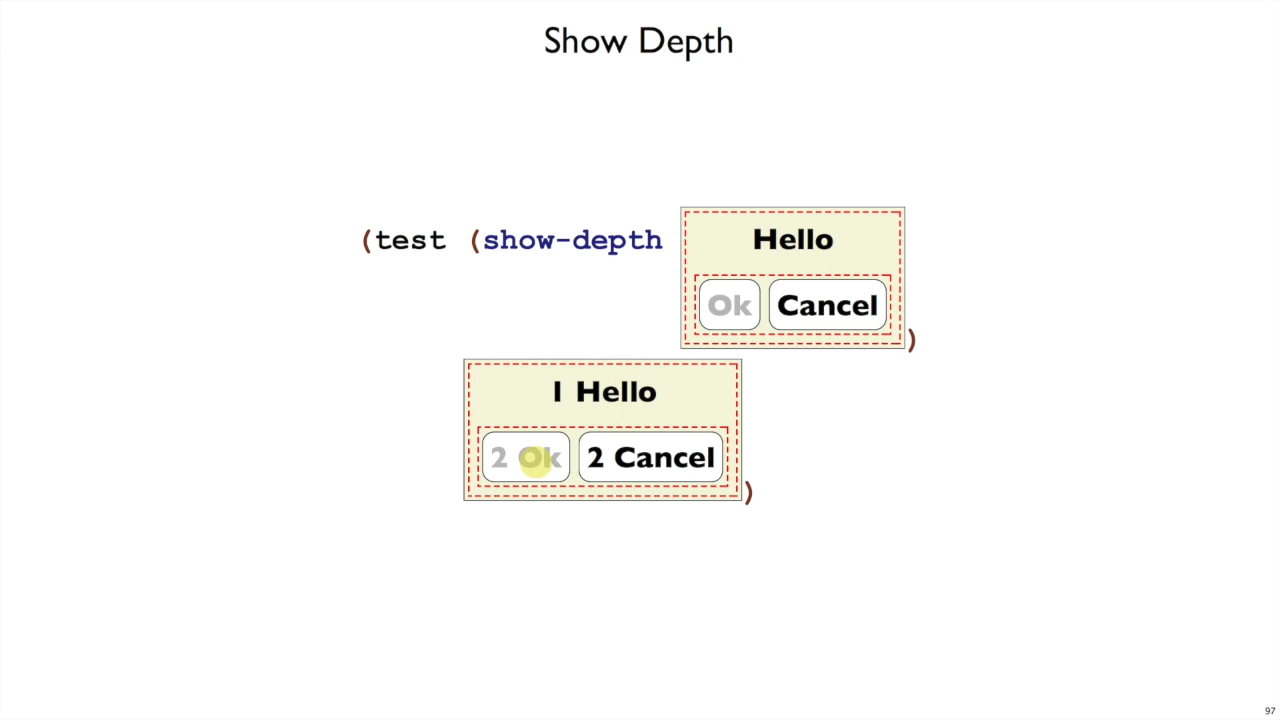 Show Depth
(test (show-depth
Hello
Ok Cancel
)
1 Hello
2 Ok 2 Cancel
)
97